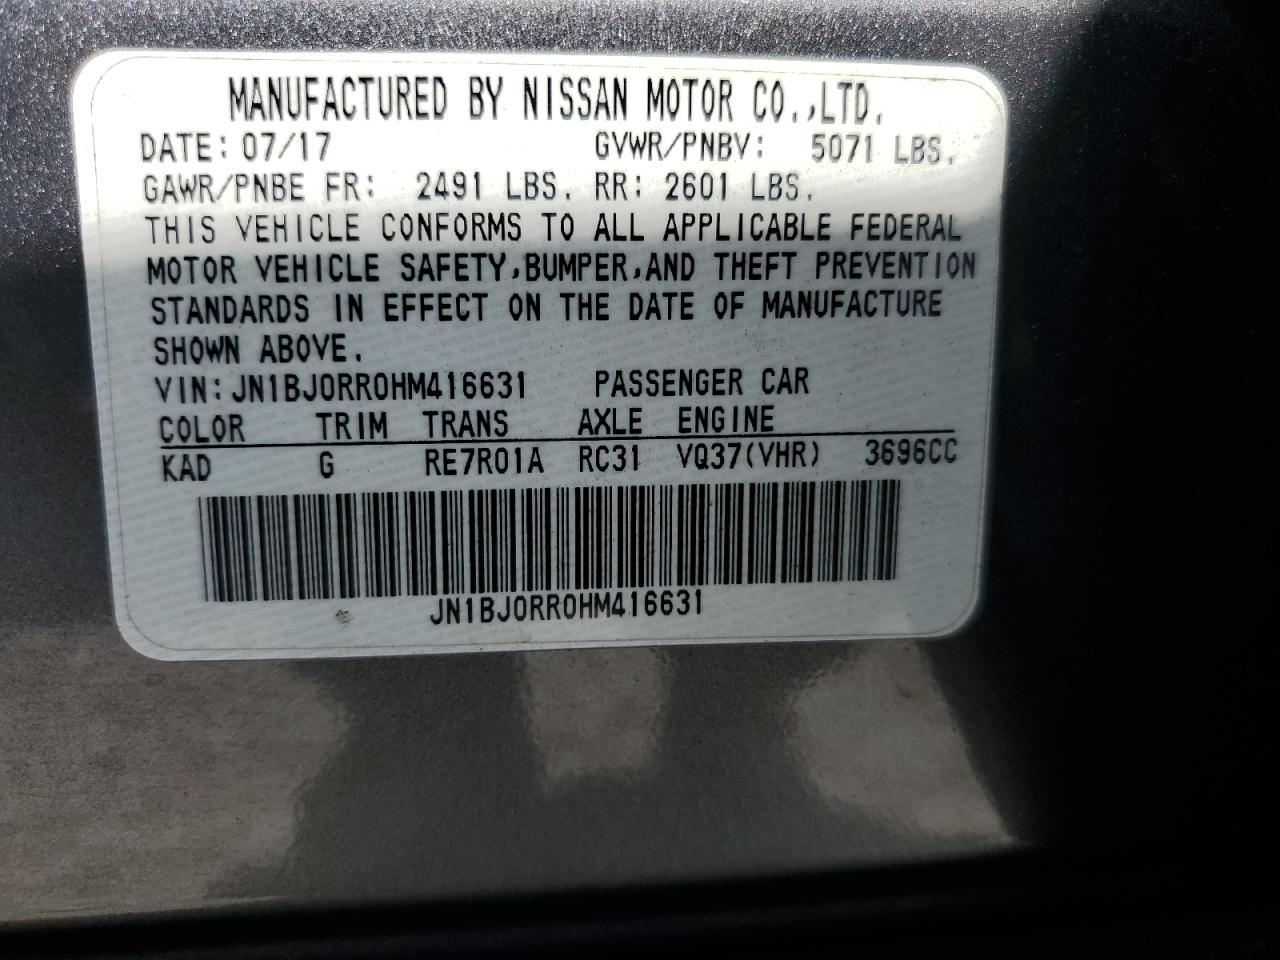 MANUFACTURED BY NISSAN MOTOR CO.,LTD.
DATE: 07/17 GVWR/PNBV: 5071 LBS.
GAWR/PNBE FR: 2491 LBS. RR: 2601 LBS.
THIS VEHICLE CONFORMS TO ALL APPLICABLE FEDERAL
MOTOR VEHICLE SAFETY,BUMPER,AND THEFT PREVENTION
STANDARDS IN EFFECT ON THE DATE OF MANUFACTURE
SHOWN ABOVE.
VIN:JN1BJ0RR0HM416631 PASSENGER CAR
COLOR TRIM TRANS AXLE ENGINE
KAD G RE7R01A RC31 VQ37(VHR) 3696CC
JN1BJ0RR0HM416631